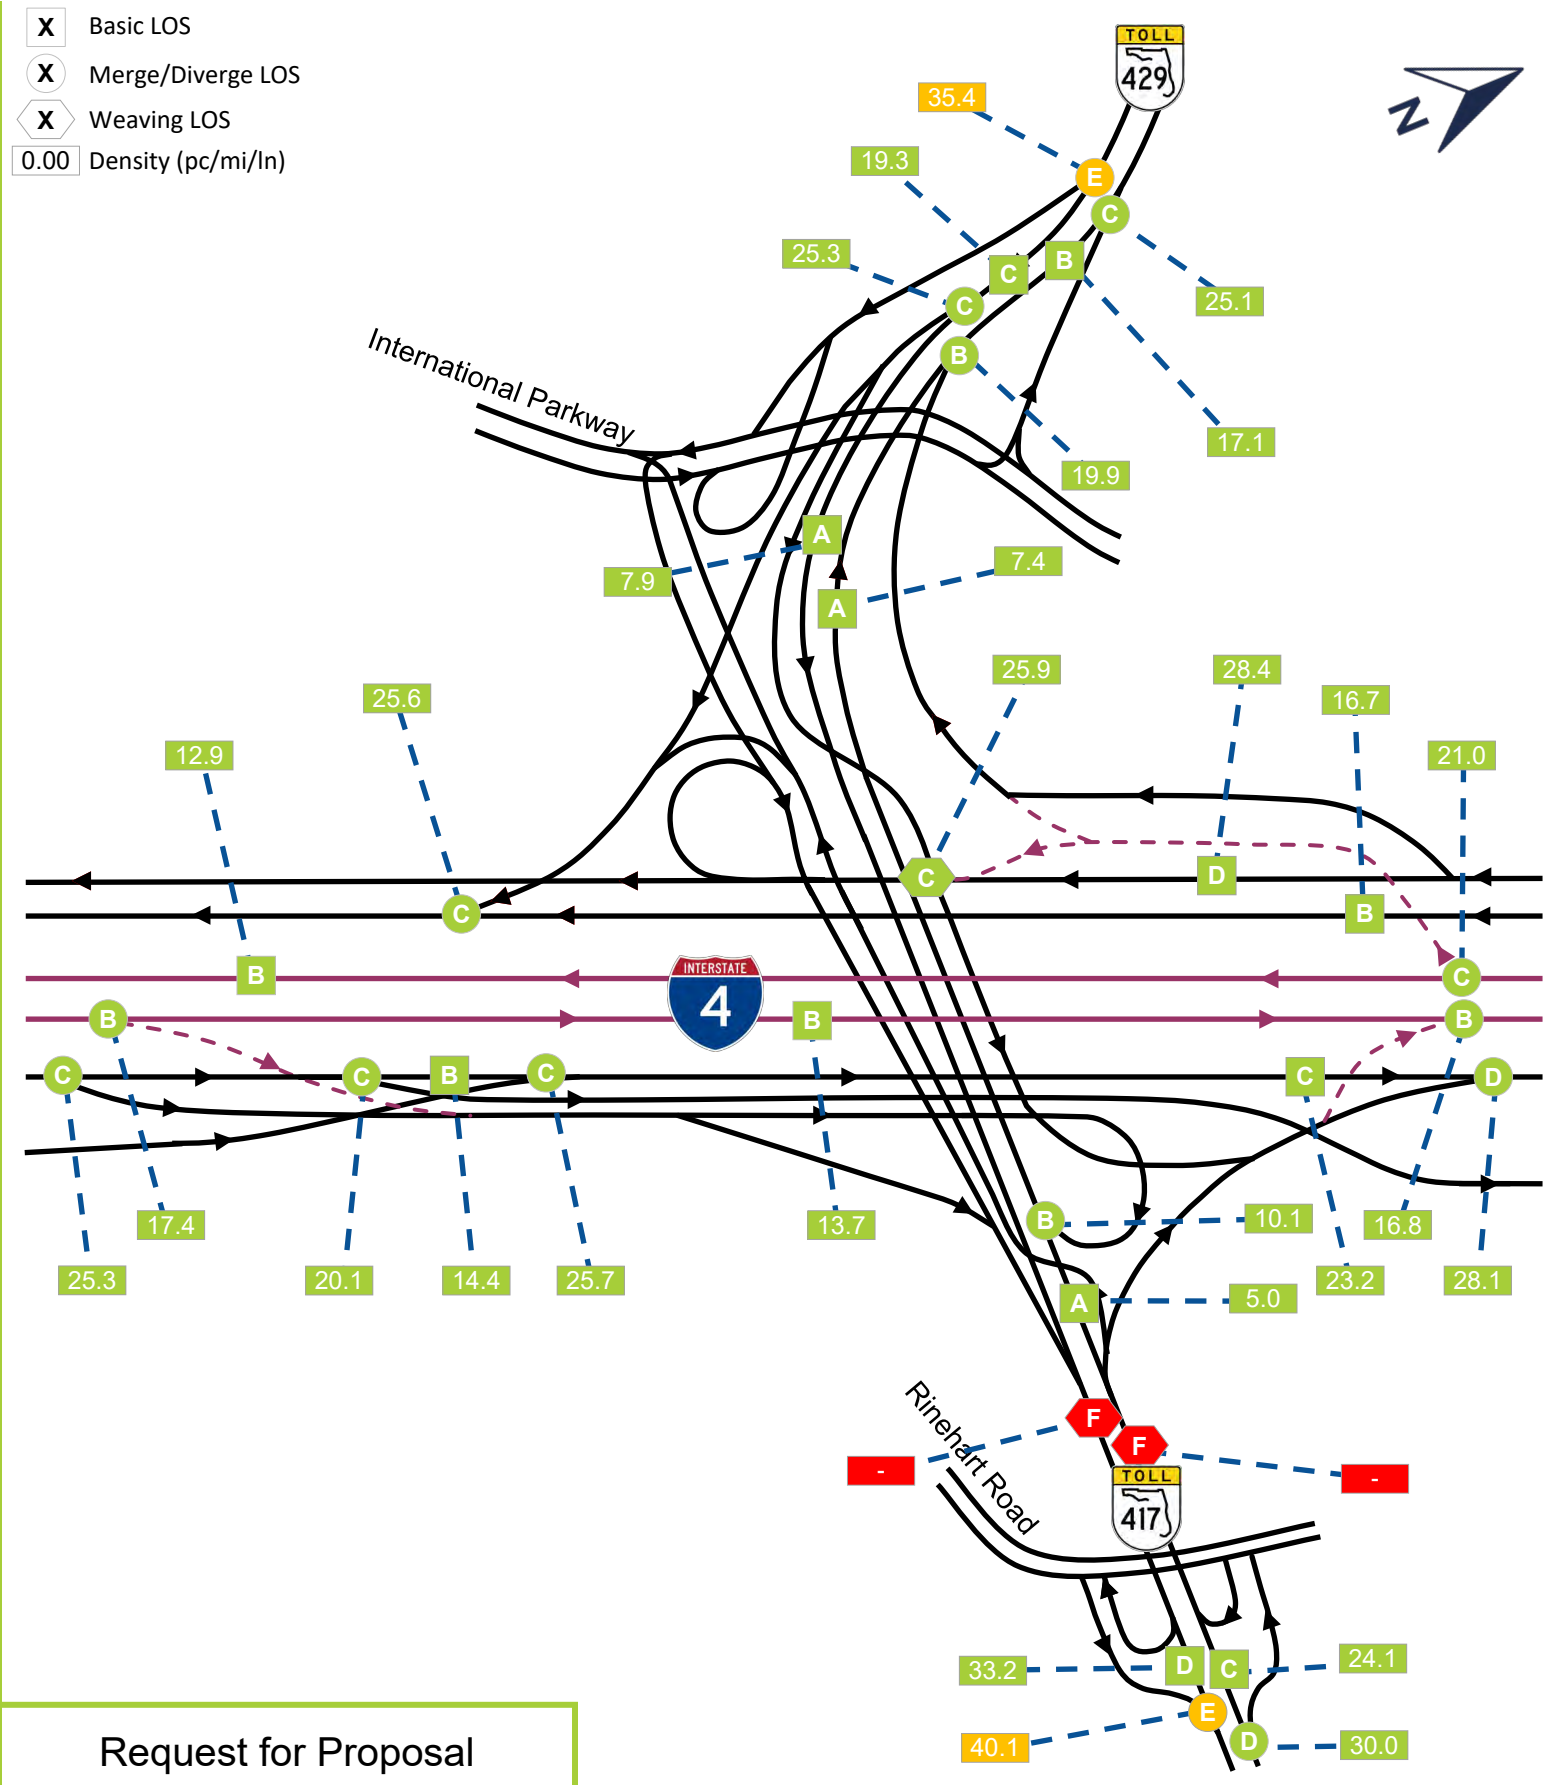 X Basic LOS
X Merge/Diverge LOS
X Weaving LOS
0.00 Density (pc/mi/ln)
TOLL
429
N
35.4
E
19.3
C
25.3
C
B
C
25.1
B
17.1
19.9
International Parkway
A
7.9
7.4
A
25.9
28.4
16.7
21.0
25.6
12.9
C
D
C
B
B
C
INTERSTATE
4
B
B
B
C
C
B
C
C
D
17.4
13.7
B
10.1
16.8
25.3
20.1
14.4
25.7
23.2
28.1
A
5.0
Rinehart Road
F
F
-
-
TOLL
417
33.2
D
C
24.1
E
40.1
D
30.0
Request for Proposal